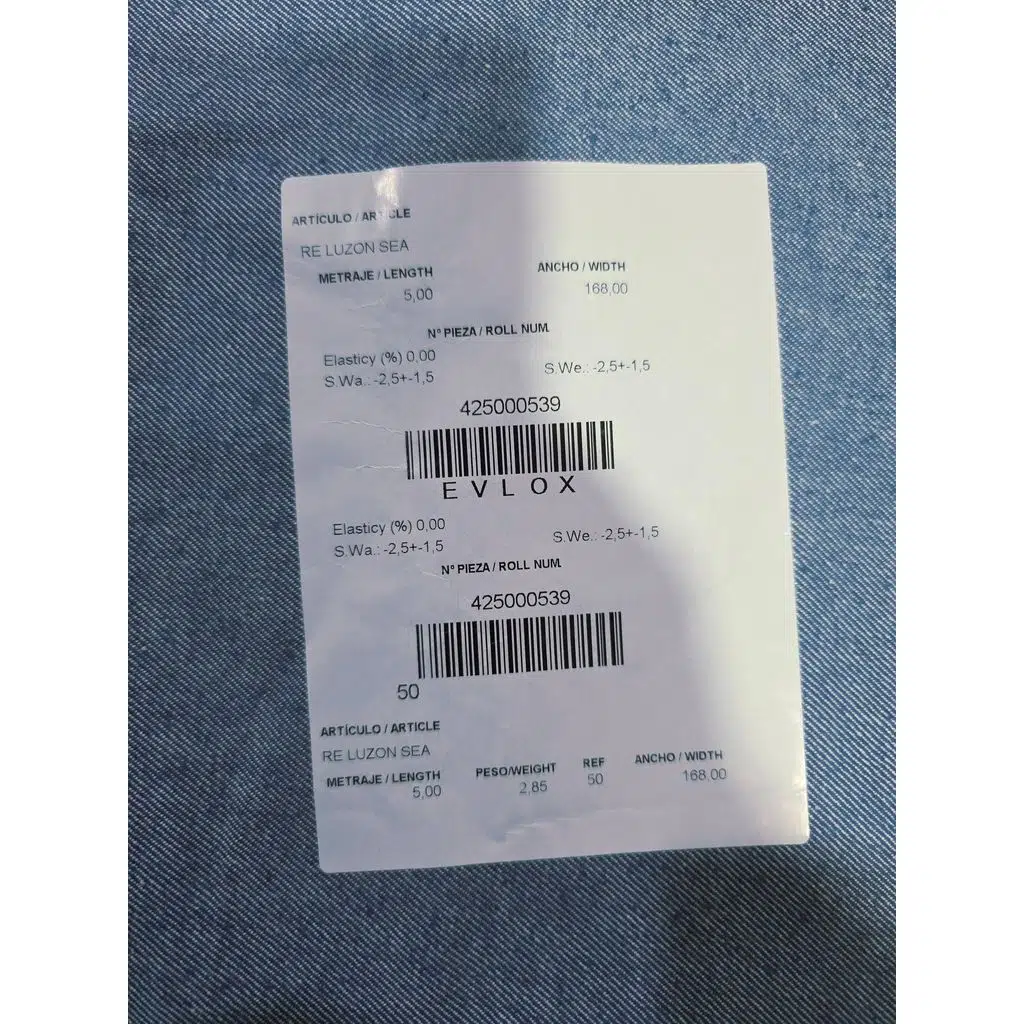 ARTÍCULO / ARTICLE
RE LUZON SEA
METRAJE / LENGTH ANCHO / WIDTH
5,00 168,00
Nº PIEZA / ROLL NUM.
Elasticy (%) 0,00
S.Wa.: -2,5+-1,5 S.We.: -2,5+-1,5
425000539
EVLOX
Elasticy (%) 0,00
S.Wa.: -2,5+-1,5 S.We.: -2,5+-1,5
Nº PIEZA / ROLL NUM.
425000539
50
ARTÍCULO / ARTICLE
RE LUZON SEA
METRAJE / LENGTH PESO/WEIGHT REF ANCHO / WIDTH
5,00 2,85 50 168,00